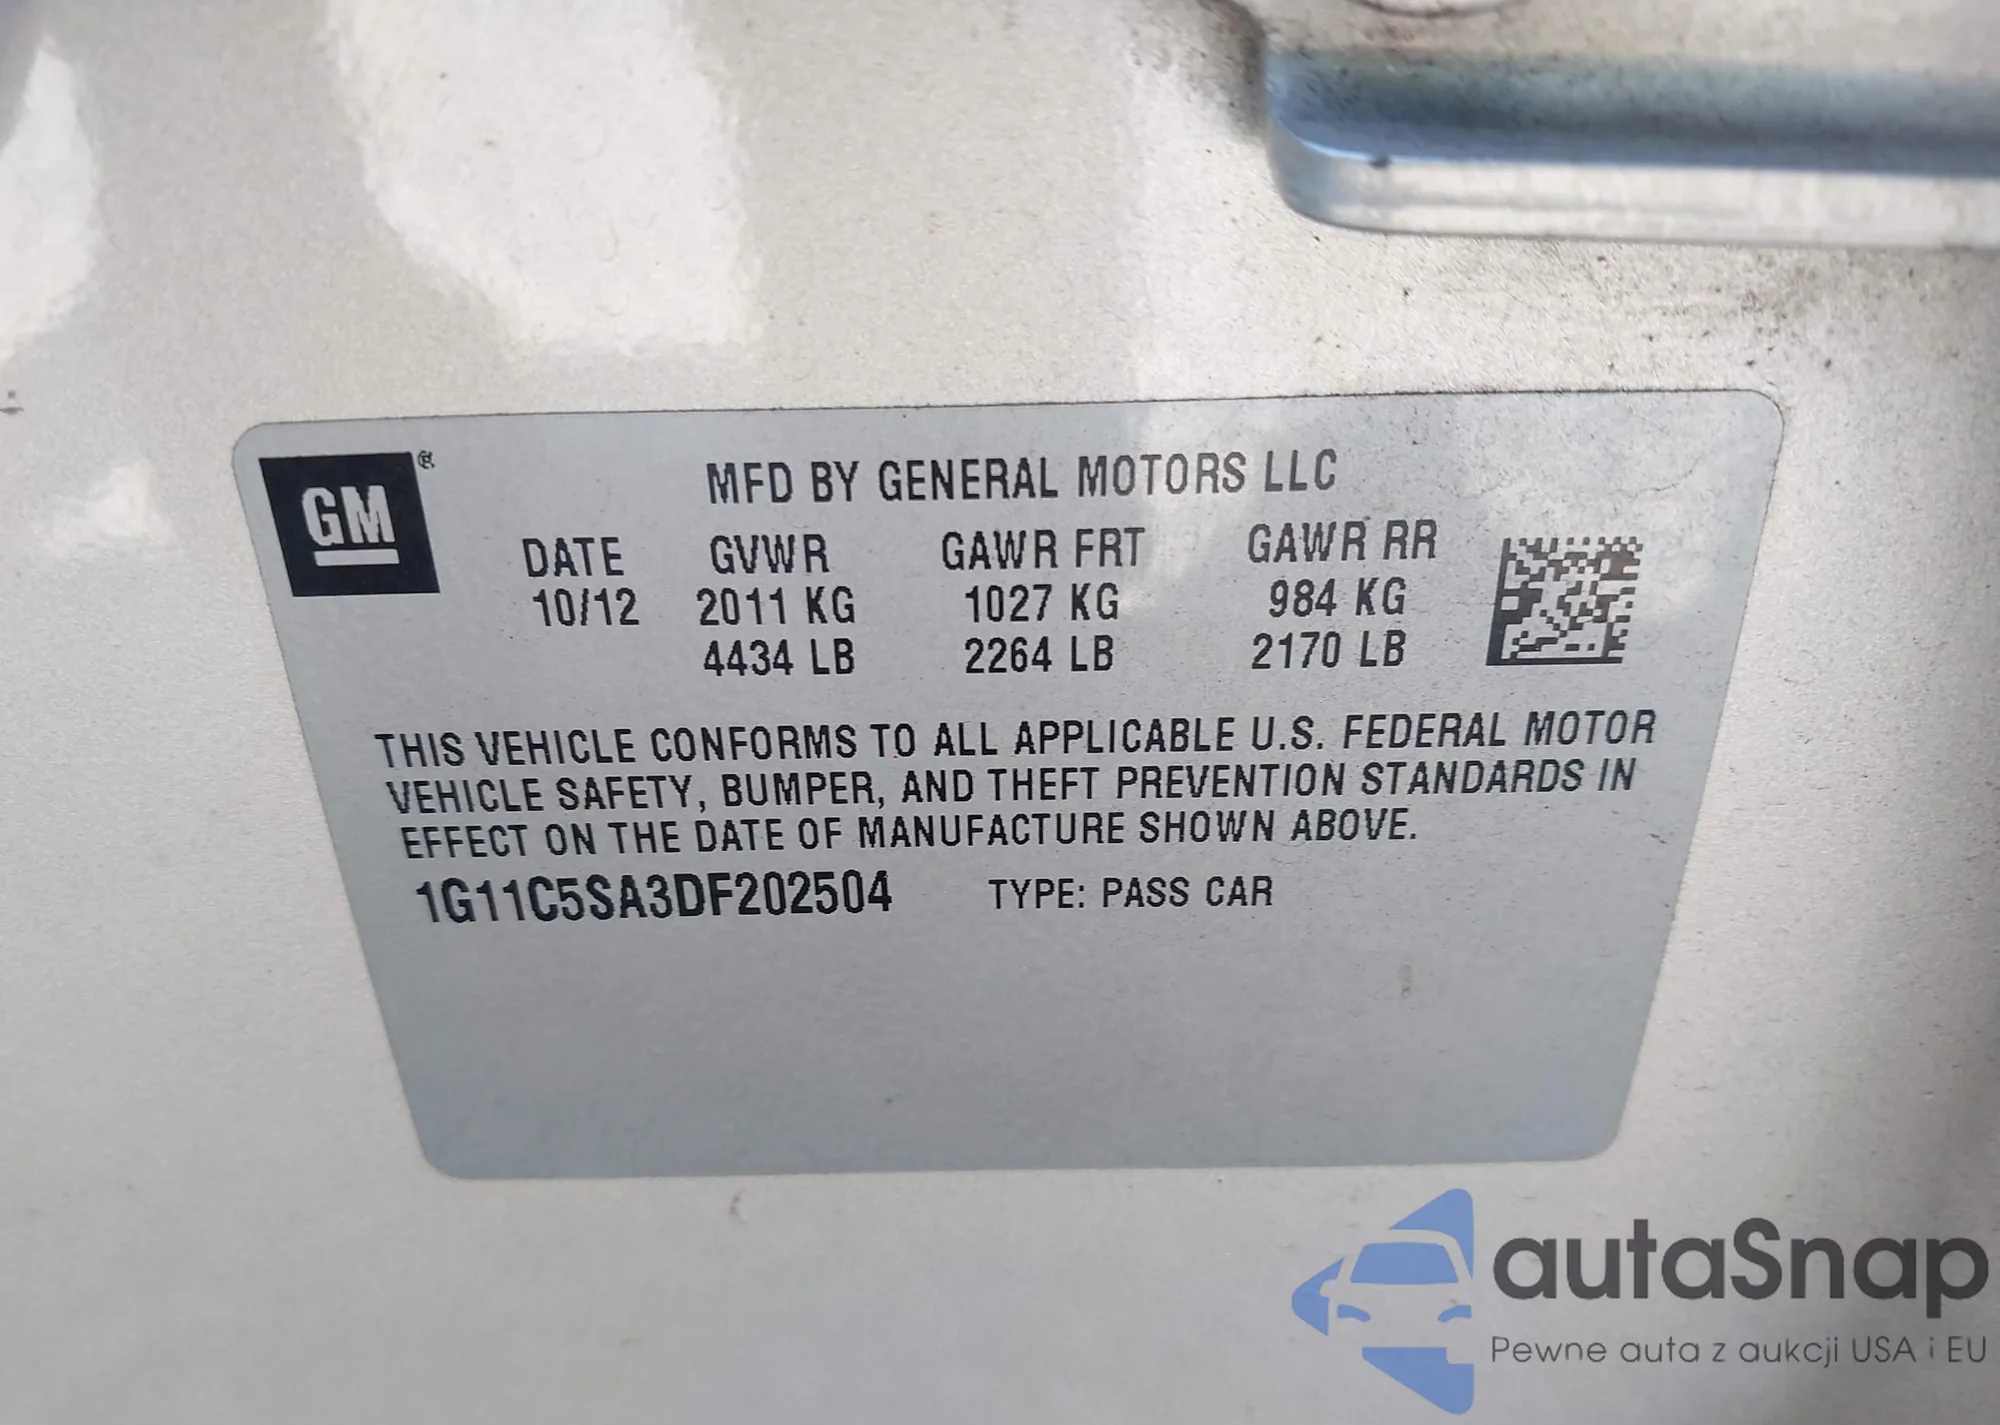 GM®
MFD BY GENERAL MOTORS LLC
DATE GVWR GAWR FRT GAWR RR
10/12 2011 KG 1027 KG 984 KG
4434 LB 2264 LB 2170 LB
THIS VEHICLE CONFORMS TO ALL APPLICABLE U.S. FEDERAL MOTOR
VEHICLE SAFETY, BUMPER, AND THEFT PREVENTION STANDARDS IN
EFFECT ON THE DATE OF MANUFACTURE SHOWN ABOVE.
1G11C5SA3DF202504 TYPE: PASS CAR
autaSnap
Pewne auta z aukcji USA i EU